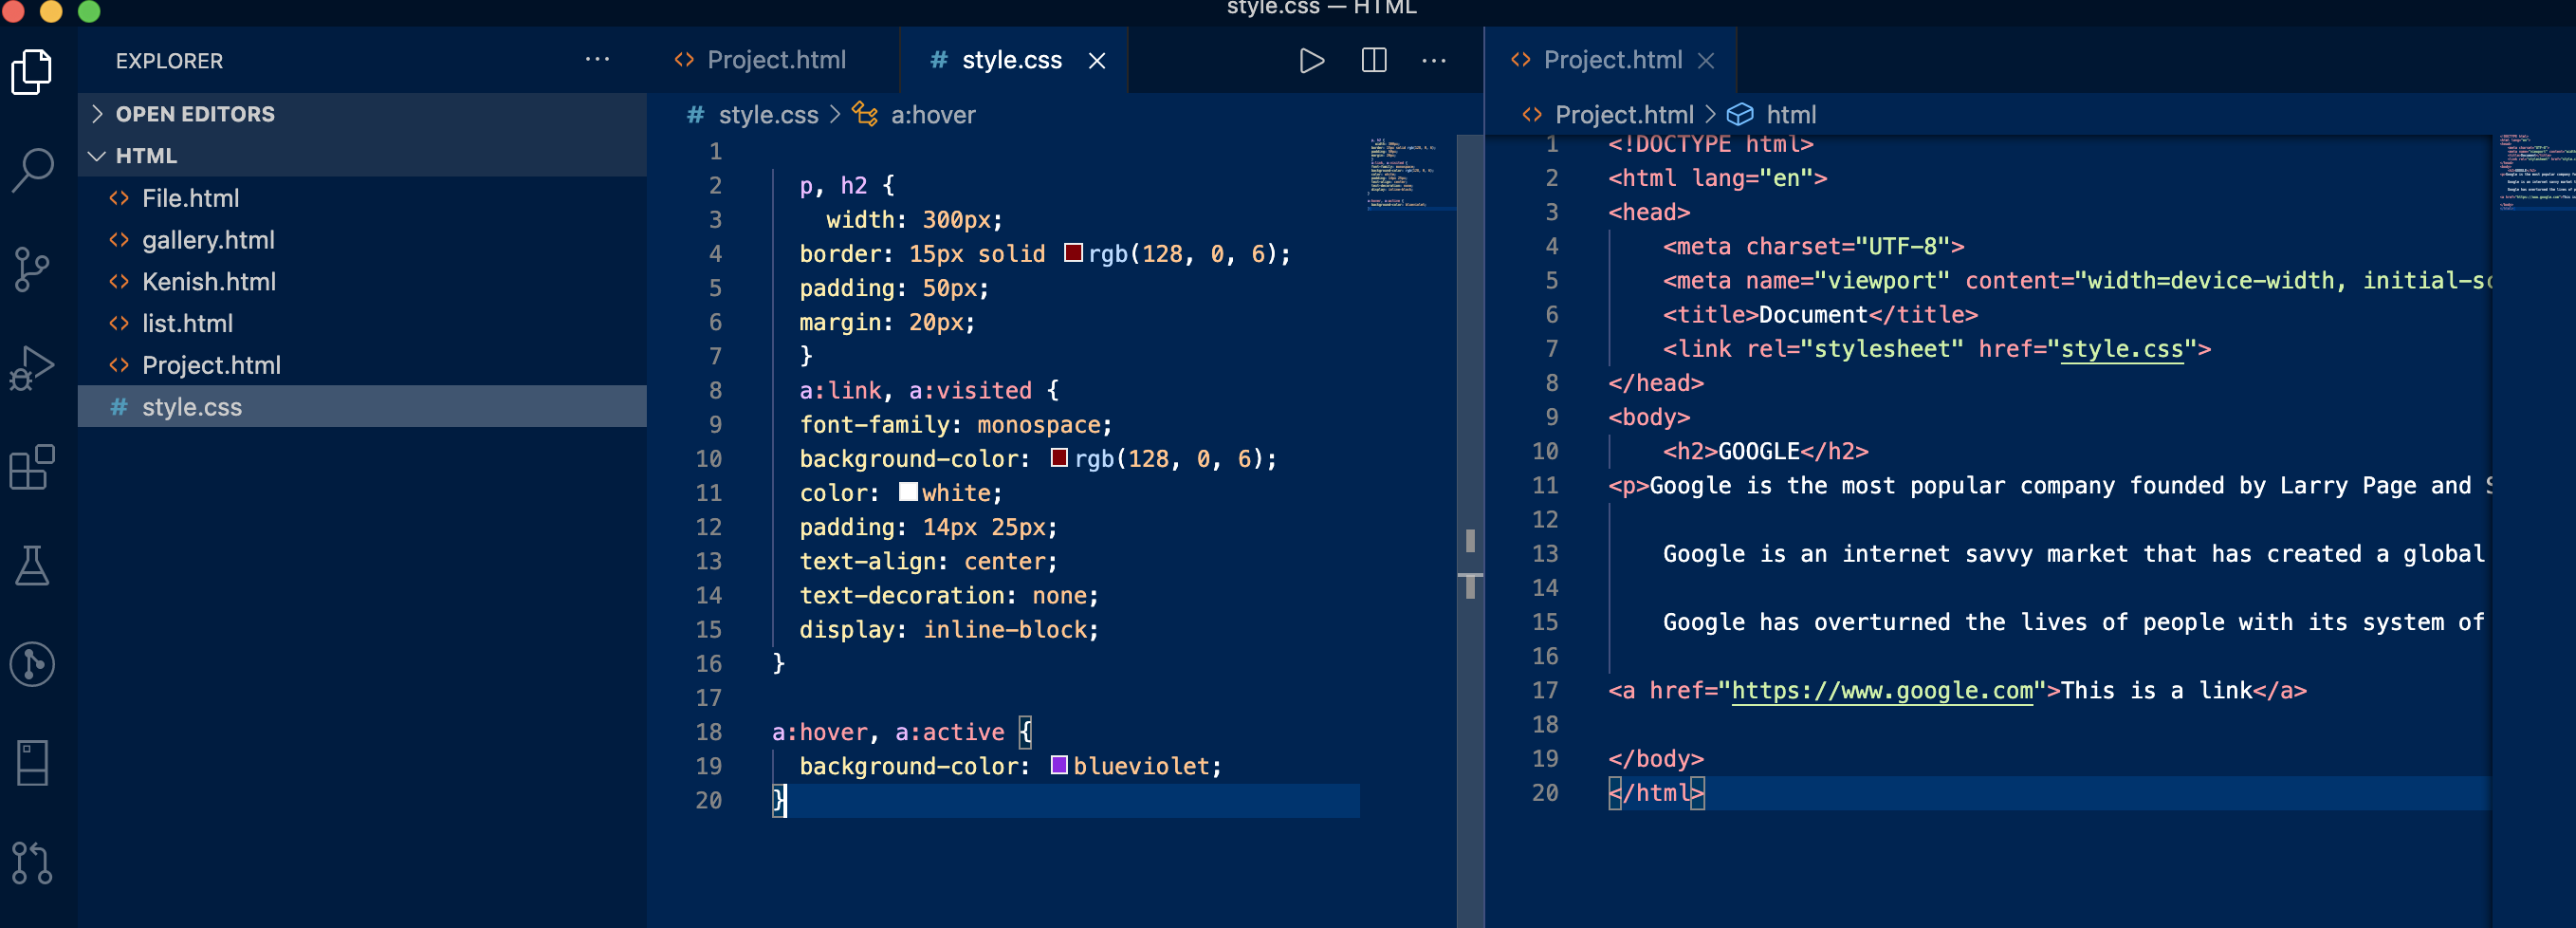 style.css — HTML
EXPLORER
OPEN EDITORS
HTML
File.html
gallery.html
Kenish.html
list.html
Project.html
# style.css
Project.html
# style.css
# style.css > a:hover
1
2 p, h2 {
3 width: 300px;
4 border: 15px solid rgb(128, 0, 6);
5 padding: 50px;
6 margin: 20px;
7 }
8 a:link, a:visited {
9 font-family: monospace;
10 background-color: rgb(128, 0, 6);
11 color: white;
12 padding: 14px 25px;
13 text-align: center;
14 text-decoration: none;
15 display: inline-block;
16 }
17
18 a:hover, a:active {
19 background-color: blueviolet;
20 }
Project.html
Project.html > html
1 <!DOCTYPE html>
2 <html lang="en">
3 <head>
4 <meta charset="UTF-8">
5 <meta name="viewport" content="width=device-width, initial-sc
6 <title>Document</title>
7 <link rel="stylesheet" href="style.css">
8 </head>
9 <body>
10 <h2>GOOGLE</h2>
11 <p>Google is the most popular company founded by Larry Page and S
12
13 Google is an internet savvy market that has created a global
14
15 Google has overturned the lives of people with its system of
16
17 <a href="https://www.google.com">This is a link</a>
18
19 </body>
20 </html>